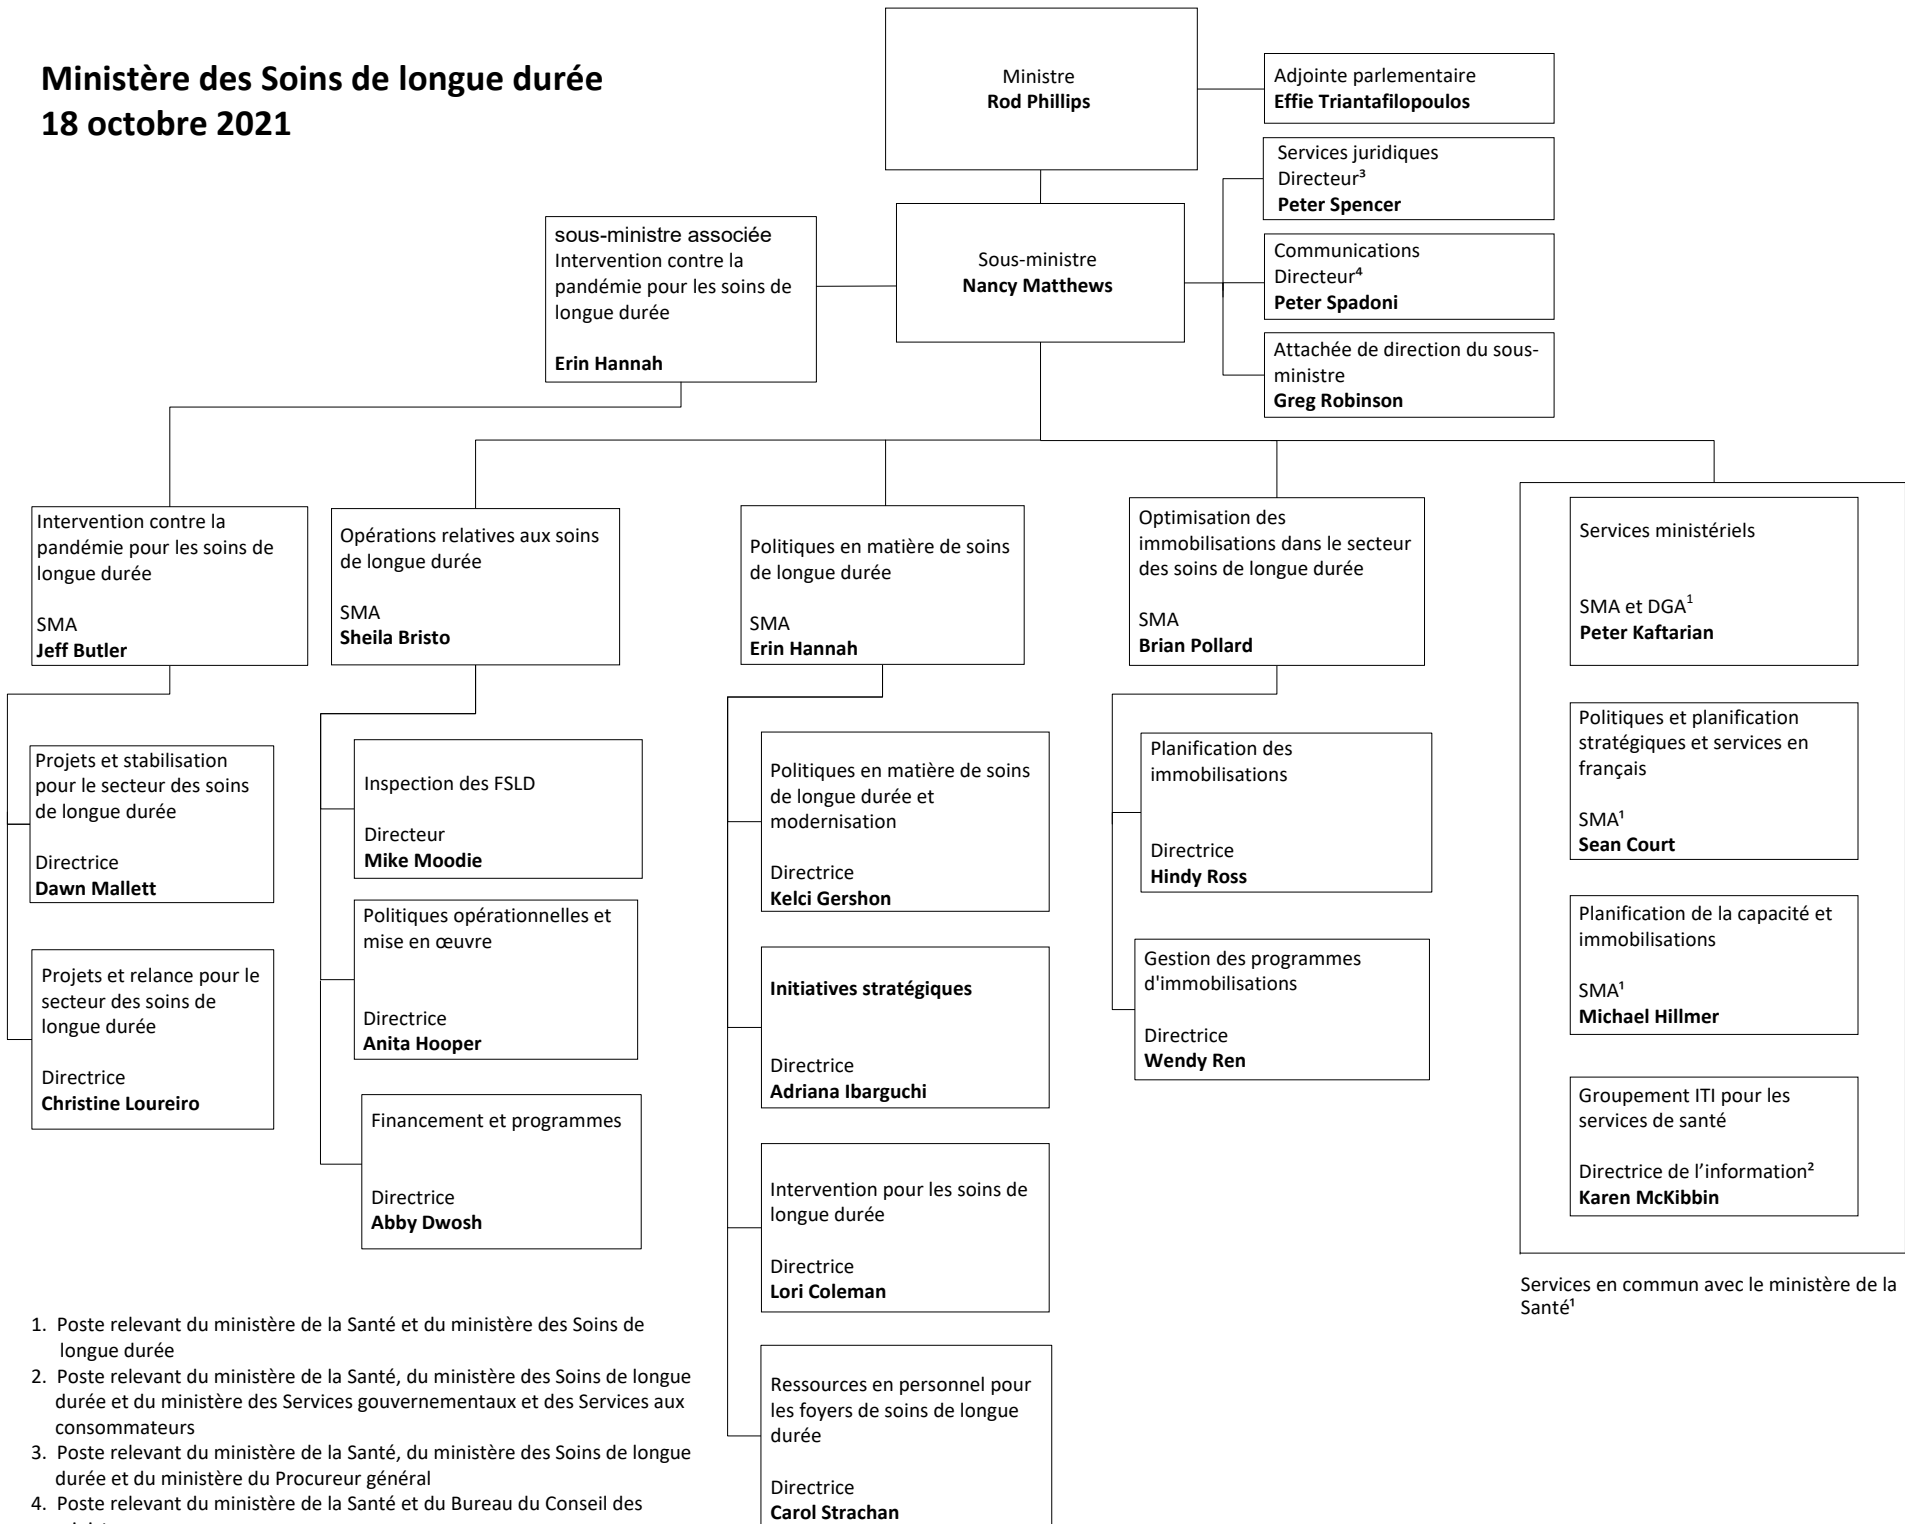 Ministère des Soins de longue durée
18 octobre 2021
Ministre
Rod Phillips
Adjointe parlementaire
Effie Triantafilopoulos
Services juridiques
Directeur³
Peter Spencer
sous-ministre associée
Intervention contre la
pandémie pour les soins de
longue durée
Erin Hannah
Sous-ministre
Nancy Matthews
Communications
Directeur⁴
Peter Spadoni
Attachée de direction du sous-
ministre
Greg Robinson
Intervention contre la
pandémie pour les soins de
longue durée
SMA
Jeff Butler
Opérations relatives aux soins
de longue durée
SMA
Sheila Bristo
Politiques en matière de soins
de longue durée
SMA
Erin Hannah
Optimisation des
immobilisations dans le secteur
des soins de longue durée
SMA
Brian Pollard
Services ministériels
SMA et DGA¹
Peter Kaftarian
Projets et stabilisation
pour le secteur des soins
de longue durée
Directrice
Dawn Mallett
Projets et relance pour le
secteur des soins de
longue durée
Directrice
Christine Loureiro
Inspection des FSLD
Directeur
Mike Moodie
Politiques opérationnelles et
mise en œuvre
Directrice
Anita Hooper
Financement et programmes
Directrice
Abby Dwosh
Politiques en matière de soins
de longue durée et
modernisation
Directrice
Kelci Gershon
Initiatives stratégiques
Directrice
Adriana Ibarguchi
Intervention pour les soins de
longue durée
Directrice
Lori Coleman
Ressources en personnel pour
les foyers de soins de longue
durée
Directrice
Carol Strachan
Planification des
immobilisations
Directrice
Hindy Ross
Gestion des programmes
d'immobilisations
Directrice
Wendy Ren
Politiques et planification
stratégiques et services en
français
SMA¹
Sean Court
Planification de la capacité et
immobilisations
SMA¹
Michael Hillmer
Groupement ITI pour les
services de santé
Directrice de l’information²
Karen McKibbin
Services en commun avec le ministère de la
Santé¹
1. Poste relevant du ministère de la Santé et du ministère des Soins de
longue durée
2. Poste relevant du ministère de la Santé, du ministère des Soins de longue
durée et du ministère des Services gouvernementaux et des Services aux
consommateurs
3. Poste relevant du ministère de la Santé, du ministère des Soins de longue
durée et du ministère du Procureur général
4. Poste relevant du ministère de la Santé et du Bureau du Conseil des